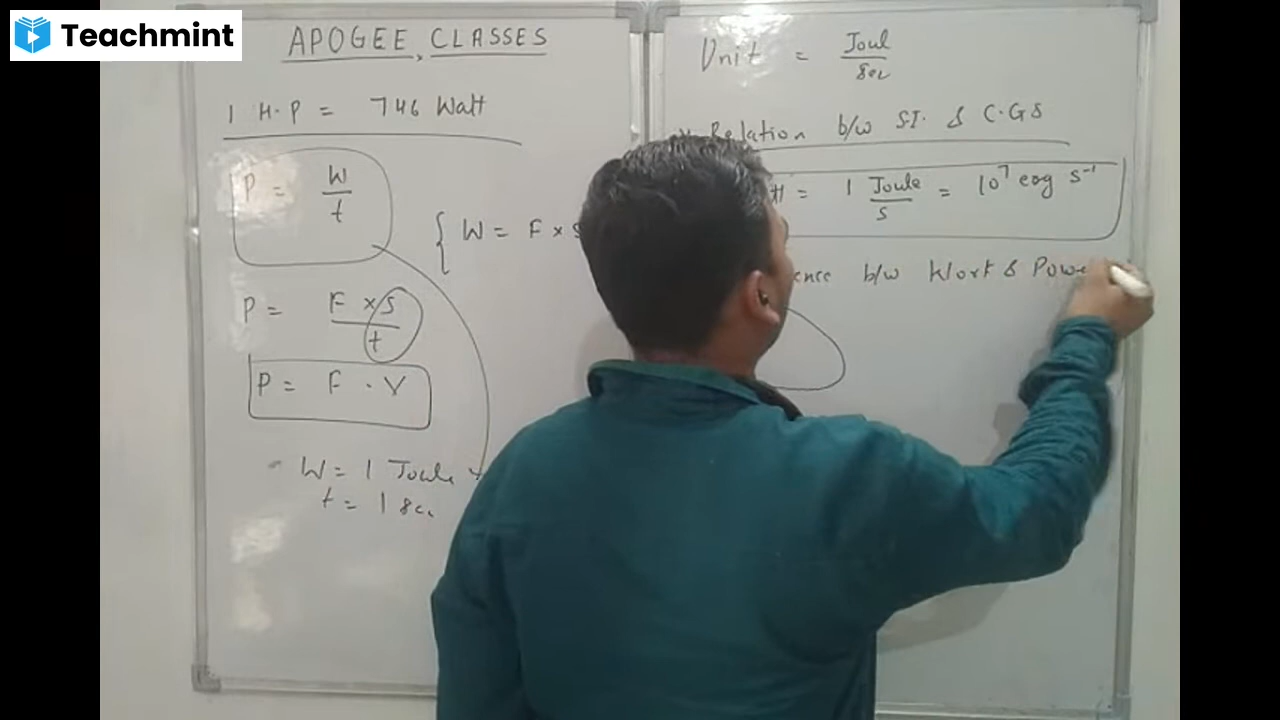 Teachmint
APOGEE, CLASSES
1 H.P = 746 Watt
P = W/t
{ W = F × S
P = F × S/t
P = F . V
W = 1 Joule
t = 1 sec
Unit = Joul/Sec
Relation b/w S.I. & C.G S
= 1 Joule/s = 10⁷ erg s⁻¹
b/w Work & Powe